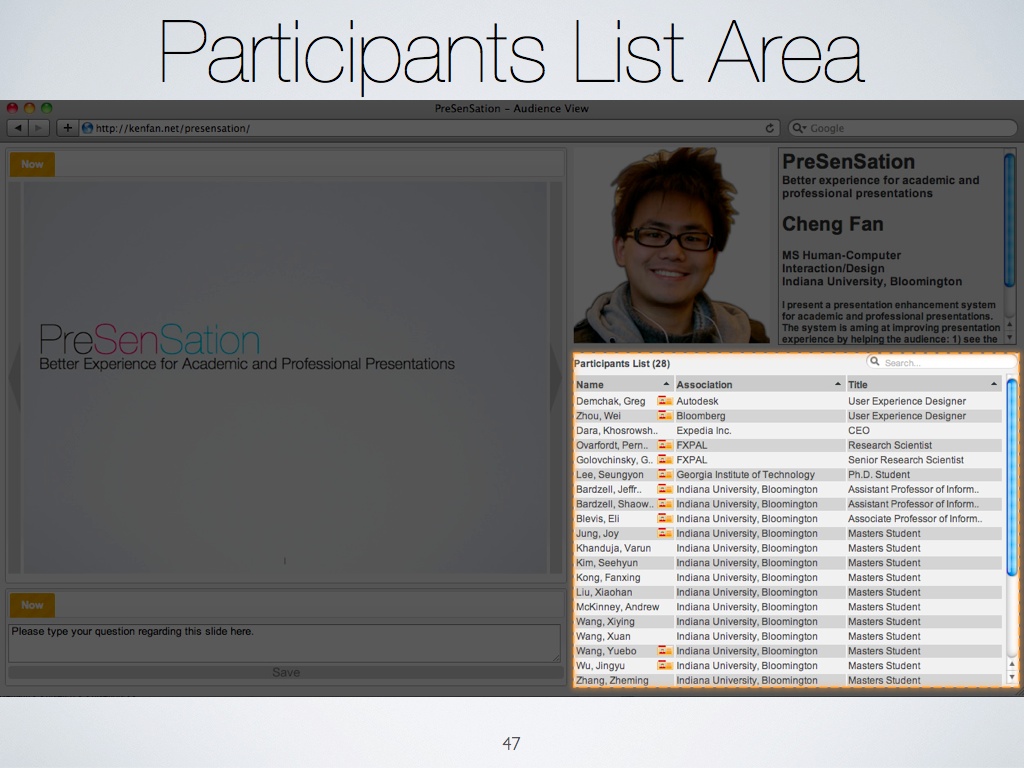 Participants List Area
PreSenSation – Audience View
http://kenfan.net/presensation/
Google
Now
PreSenSation
Better Experience for Academic and Professional Presentations
Now
Please type your question regarding this slide here.
Save
PreSenSation
Better experience for academic and
professional presentations
Cheng Fan
MS Human-Computer
Interaction/Design
Indiana University, Bloomington
I present a presentation enhancement system
for academic and professional presentations.
The system is aiming at improving presentation
experience by helping the audience: 1) see the
Participants List (28)
Search...
Name Association Title
Demchak, Greg Autodesk User Experience Designer
Zhou, Wei Bloomberg User Experience Designer
Dara, Khosrowsh.. Expedia Inc. CEO
Ovarfordt, Pern.. FXPAL Research Scientist
Golovchinsky, G.. FXPAL Senior Research Scientist
Lee, Seungyon Georgia Institute of Technology Ph.D. Student
Bardzell, Jeffr.. Indiana University, Bloomington Assistant Professor of Inform..
Bardzell, Shaow.. Indiana University, Bloomington Assistant Professor of Inform..
Blevis, Eli Indiana University, Bloomington Associate Professor of Inform..
Jung, Joy Indiana University, Bloomington Masters Student
Khanduja, Varun Indiana University, Bloomington Masters Student
Kim, Seehyun Indiana University, Bloomington Masters Student
Kong, Fanxing Indiana University, Bloomington Masters Student
Liu, Xiaohan Indiana University, Bloomington Masters Student
McKinney, Andrew Indiana University, Bloomington Masters Student
Wang, Xiying Indiana University, Bloomington Masters Student
Wang, Xuan Indiana University, Bloomington Masters Student
Wang, Yuebo Indiana University, Bloomington Masters Student
Wu, Jingyu Indiana University, Bloomington Masters Student
Zhang, Zheming Indiana University, Bloomington Masters Student
47